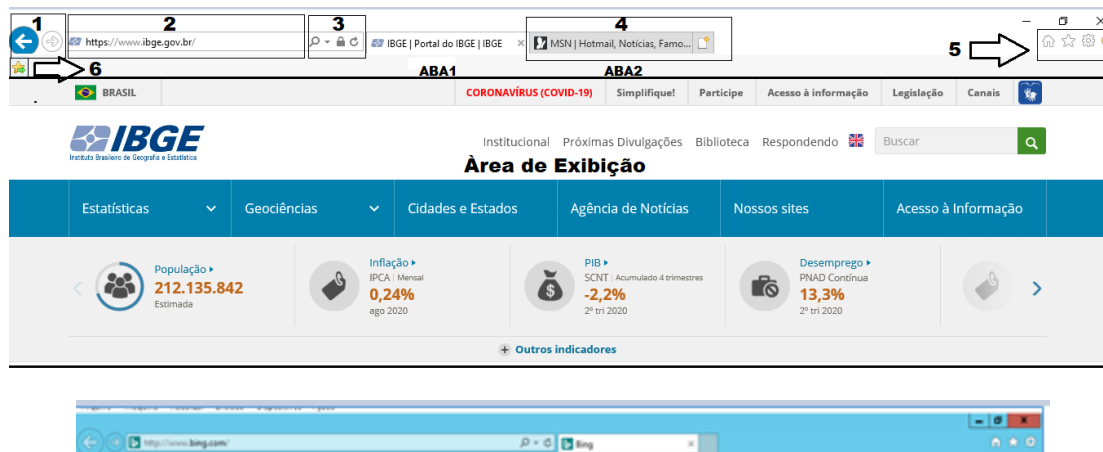 1 2 3 4
https://www.ibge.gov.br/ IBGE | Portal do IBGE | IBGE MSN | Hotmail, Notícias, Famo...
5
6 ABA1 ABA2
BRASIL CORONAVÍRUS (COVID-19) Simplifique! Participe Acesso à informação Legislação Canais
IBGE
Instituto Brasileiro de Geografia e Estatística
Institucional Próximas Divulgações Biblioteca Respondendo Buscar
Àrea de Exibição
Estatísticas Geociências Cidades e Estados Agência de Notícias Nossos sites Acesso à Informação
População
212.135.842
Estimada
Inflação
IPCA | Mensal
0,24%
ago 2020
PIB
SCNT | Acumulado 4 trimestres
-2,2%
2º tri 2020
Desemprego
PNAD Contínua
13,3%
2º tri 2020
Outros indicadores
http://www.bing.com/ Bing